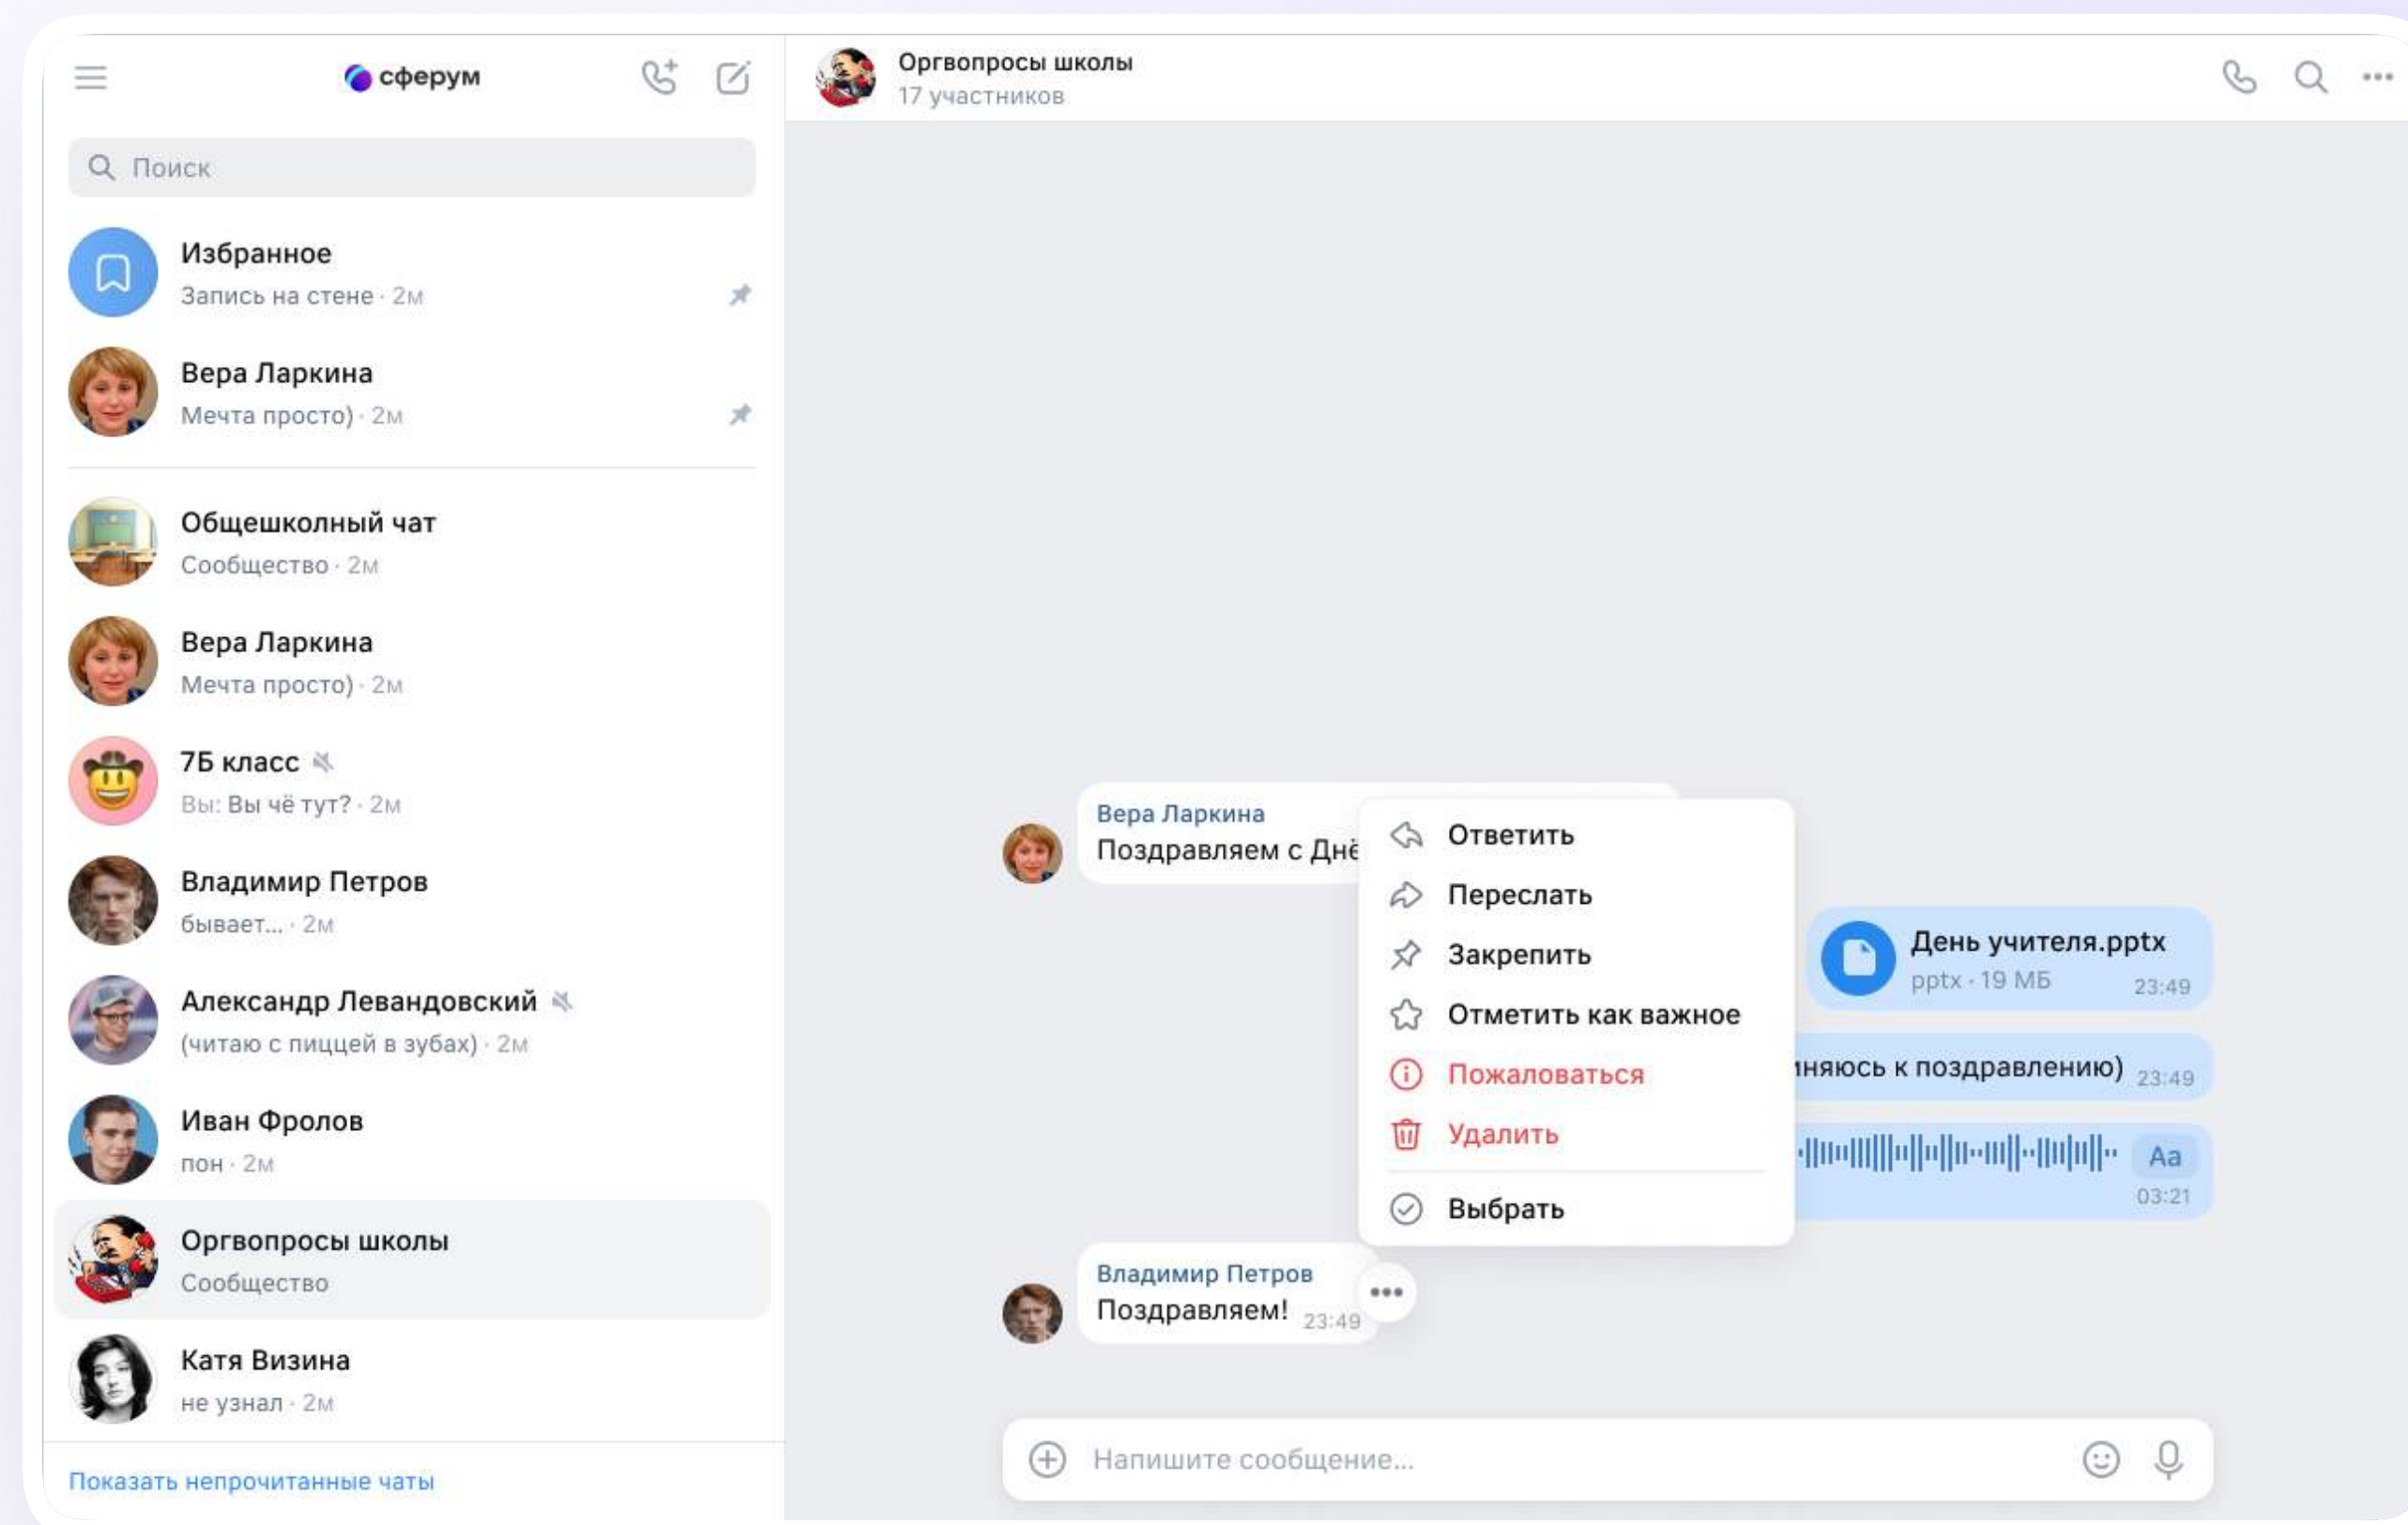 сферум
Поиск
Избранное
Запись на стене · 2м
Вера Ларкина
Мечта просто) · 2м
Общешколный чат
Сообщество · 2м
Вера Ларкина
Мечта просто) · 2м
7Б класс
Вы: Вы чё тут? · 2м
Владимир Петров
бывает... · 2м
Александр Левандовский
(читаю с пиццей в зубах) · 2м
Иван Фролов
пон · 2м
Оргвопросы школы
Сообщество
Катя Визина
не узнал · 2м
Показать непрочитанные чаты
Оргвопросы школы
17 участников
Вера Ларкина
Поздравляем с Днё
Ответить
Переслать
Закрепить
Отметить как важное
Пожаловаться
Удалить
Выбрать
День учителя.pptx
pptx · 19 МБ 23:49
к поздравлению) 23:49
Aa
03:21
Владимир Петров
Поздравляем! 23:49
Напишите сообщение...